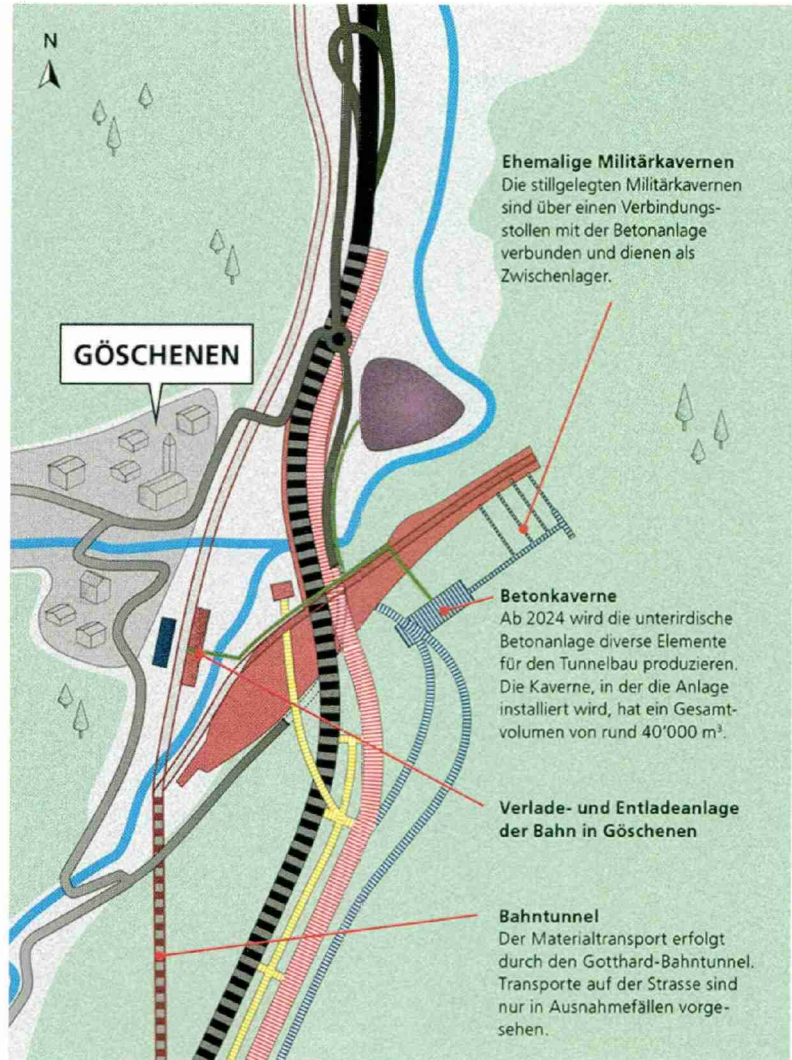 N
Ehemalige Militärkavernen
Die stillgelegten Militärkavernen
sind über einen Verbindungs-
stollen mit der Betonanlage
verbunden und dienen als
Zwischenlager.
GÖSCHENEN
Betonkaverne
Ab 2024 wird die unterirdische
Betonanlage diverse Elemente
für den Tunnelbau produzieren.
Die Kaverne, in der die Anlage
installiert wird, hat ein Gesamt-
volumen von rund 40'000 m³.
Verlade- und Entladeanlage
der Bahn in Göschenen
Bahntunnel
Der Materialtransport erfolgt
durch den Gotthard-Bahntunnel.
Transporte auf der Strasse sind
nur in Ausnahmefällen vorge-
sehen.